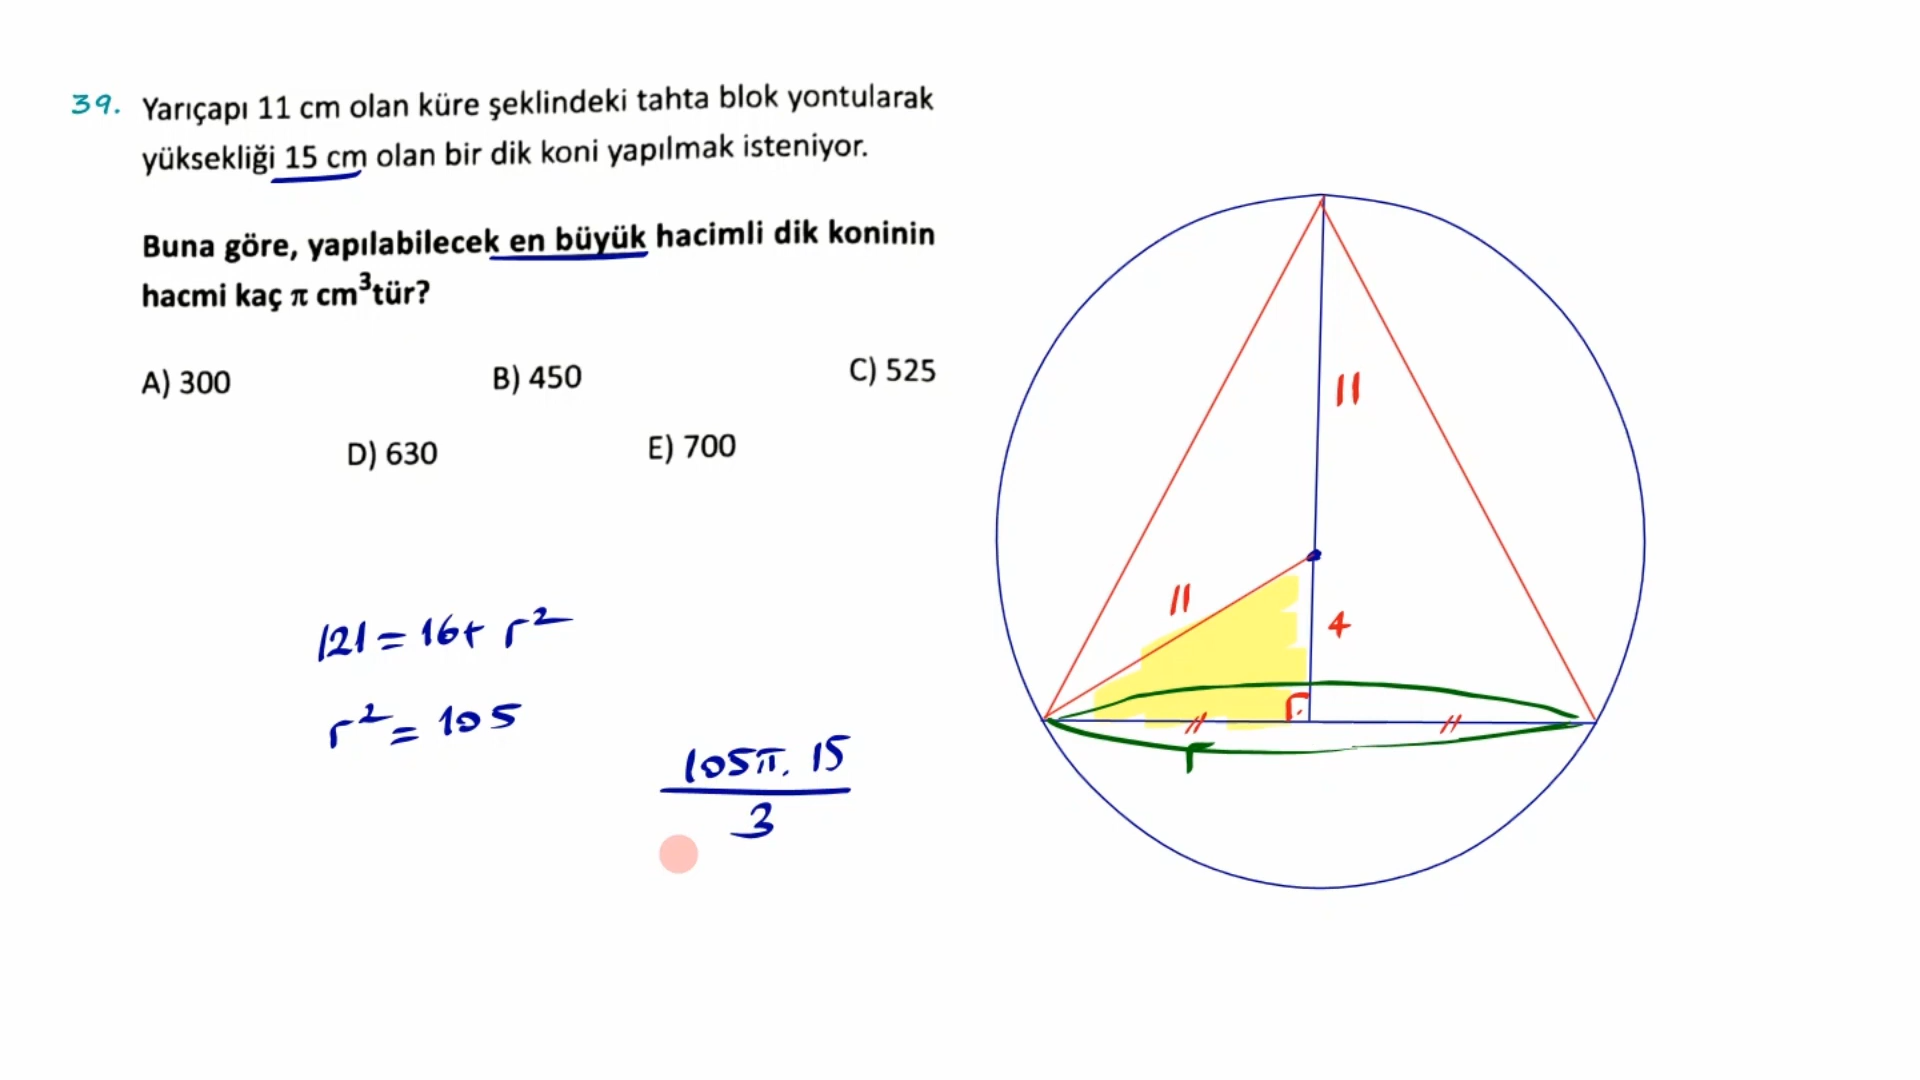 39. Yarıçapı 11 cm olan küre şeklindeki tahta blok yontularak
yüksekliği 15 cm olan bir dik koni yapılmak isteniyor.
Buna göre, yapılabilecek en büyük hacimli dik koninin
hacmi kaç π cm³tür?
A) 300 B) 450 C) 525
D) 630 E) 700
121 = 16 + r²
r² = 105
105π. 15
3
11
11
4
r